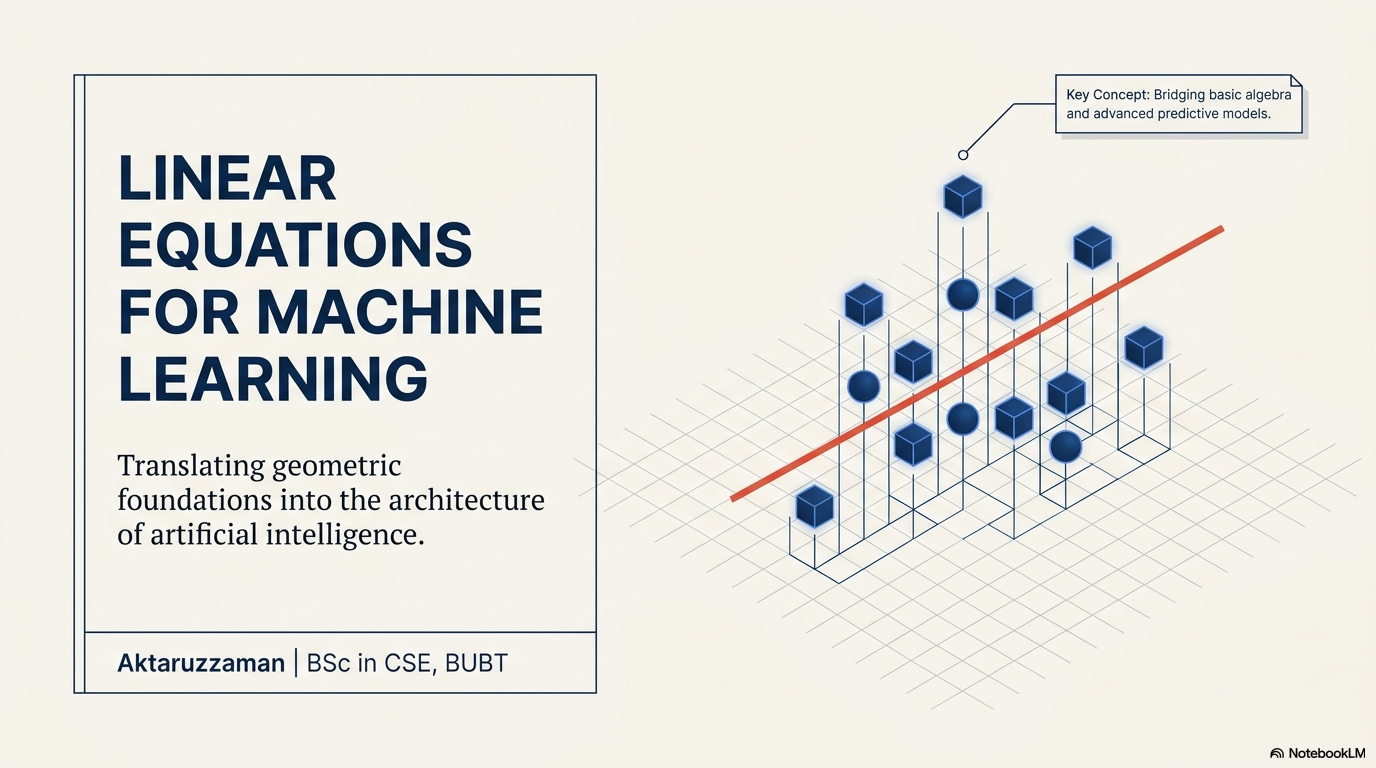 LINEAR
EQUATIONS
FOR MACHINE
LEARNING
Translating geometric
foundations into the architecture
of artificial intelligence.
Aktaruzzaman | BSc in CSE, BUBT
Key Concept: Bridging basic algebra
and advanced predictive models.
NotebookLM